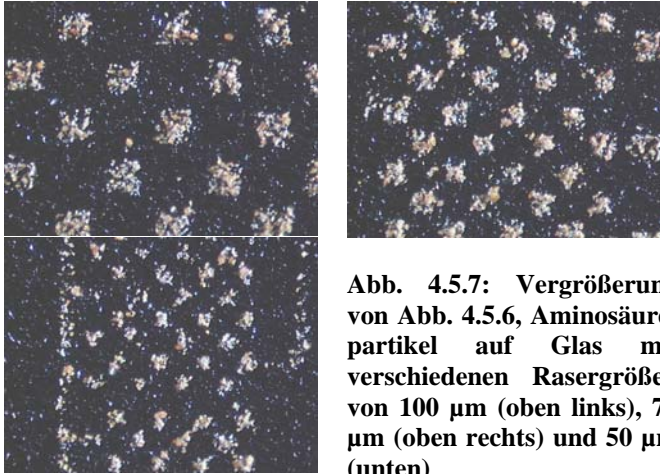 Abb. 4.5.7: Vergrößerun
von Abb. 4.5.6, Aminosäure
partikel auf Glas m
verschiedenen Rasergröße
von 100 µm (oben links), 7
µm (oben rechts) und 50 µm
(unten)